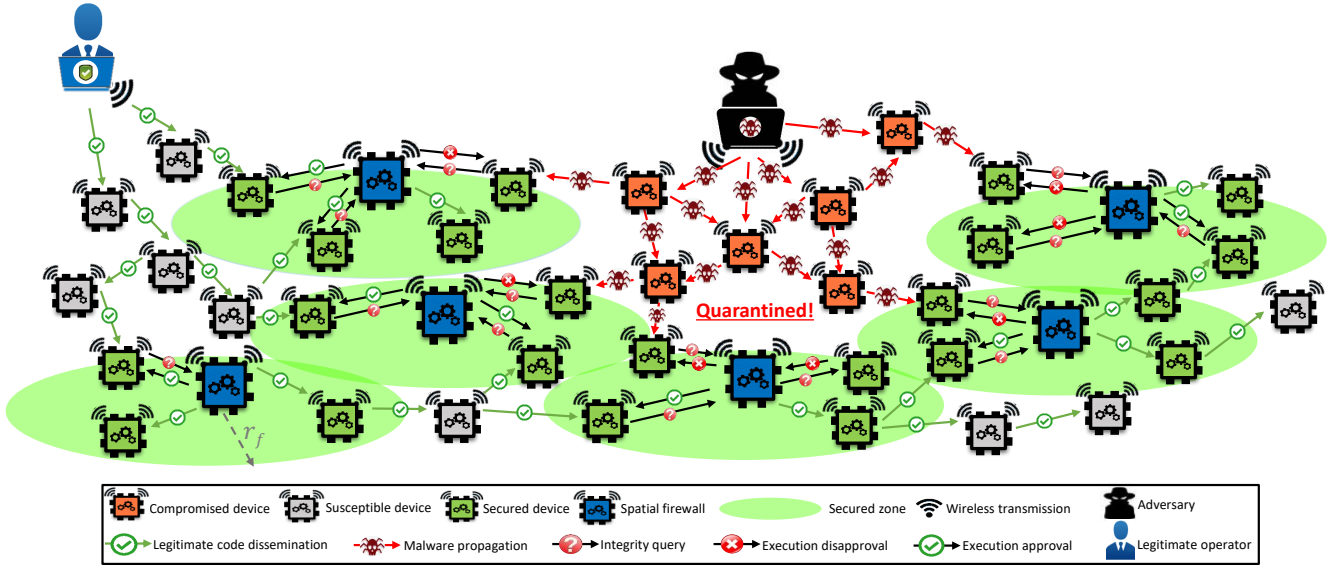 Quarantined!
r_f
Compromised device
Susceptible device
Secured device
Spatial firewall
Secured zone
Wireless transmission
Adversary
Legitimate code dissemination
Malware propagation
Integrity query
Execution disapproval
Execution approval
Legitimate operator